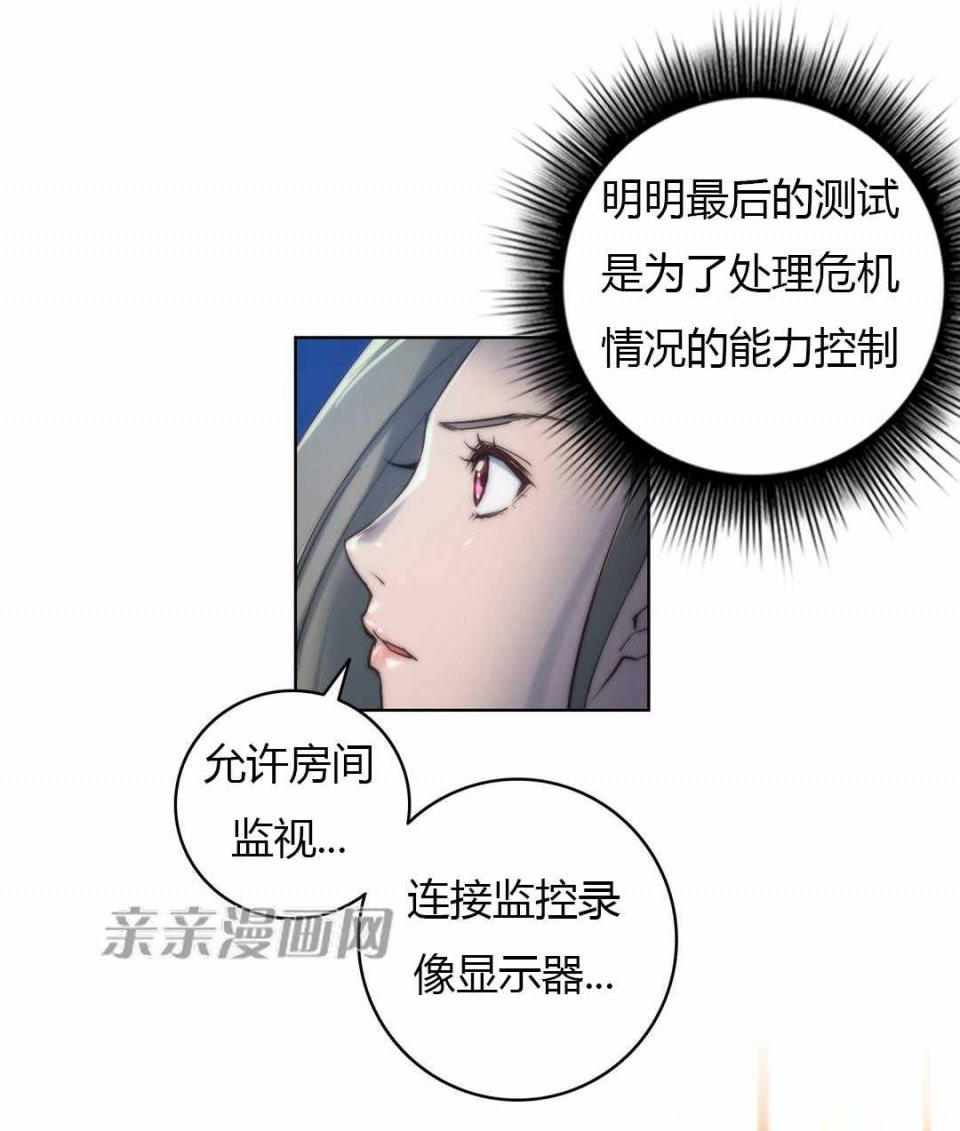 明明最后的测试
是为了处理危机
情况的能力控制
允许房间
监视...
连接监控录
像显示器...
亲亲漫画网